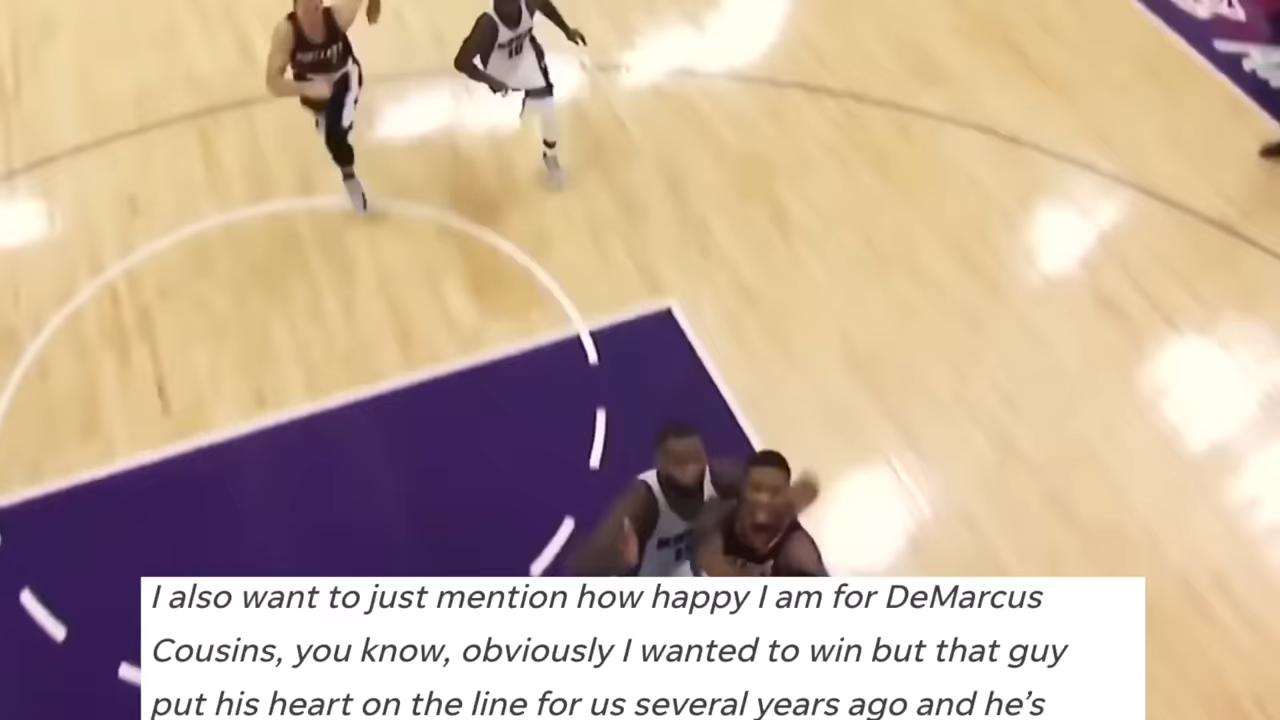 I also want to just mention how happy I am for DeMarcus
Cousins, you know, obviously I wanted to win but that guy
put his heart on the line for us several years ago and he's